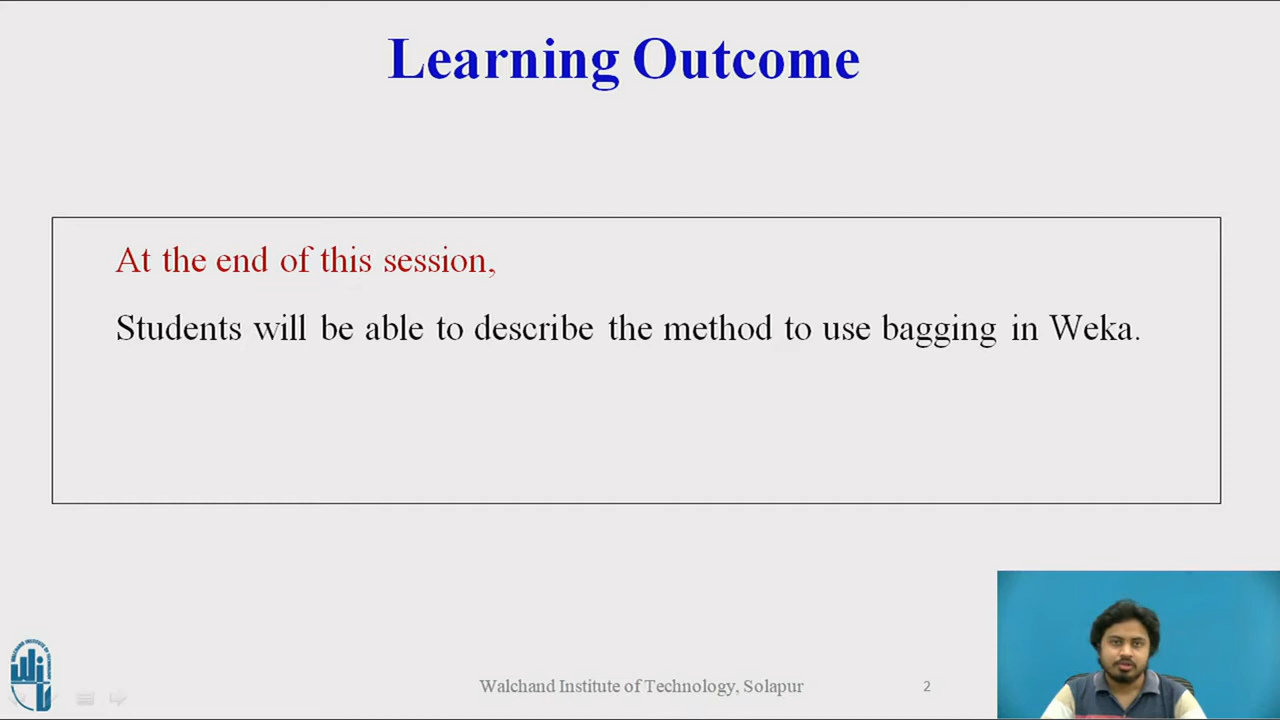 Learning Outcome
At the end of this session,
Students will be able to describe the method to use bagging in Weka.
Walchand Institute of Technology, Solapur
2